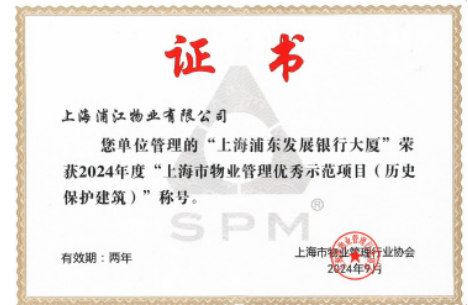 证书
上海浦江物业有限公司
您单位管理的“上海浦东发展银行大厦”荣
获2024年度“上海市物业管理优秀示范项目（历史
保护建筑）”称号。
SPM®
有效期：两年
上海市物业管理行业协会
2024年9月